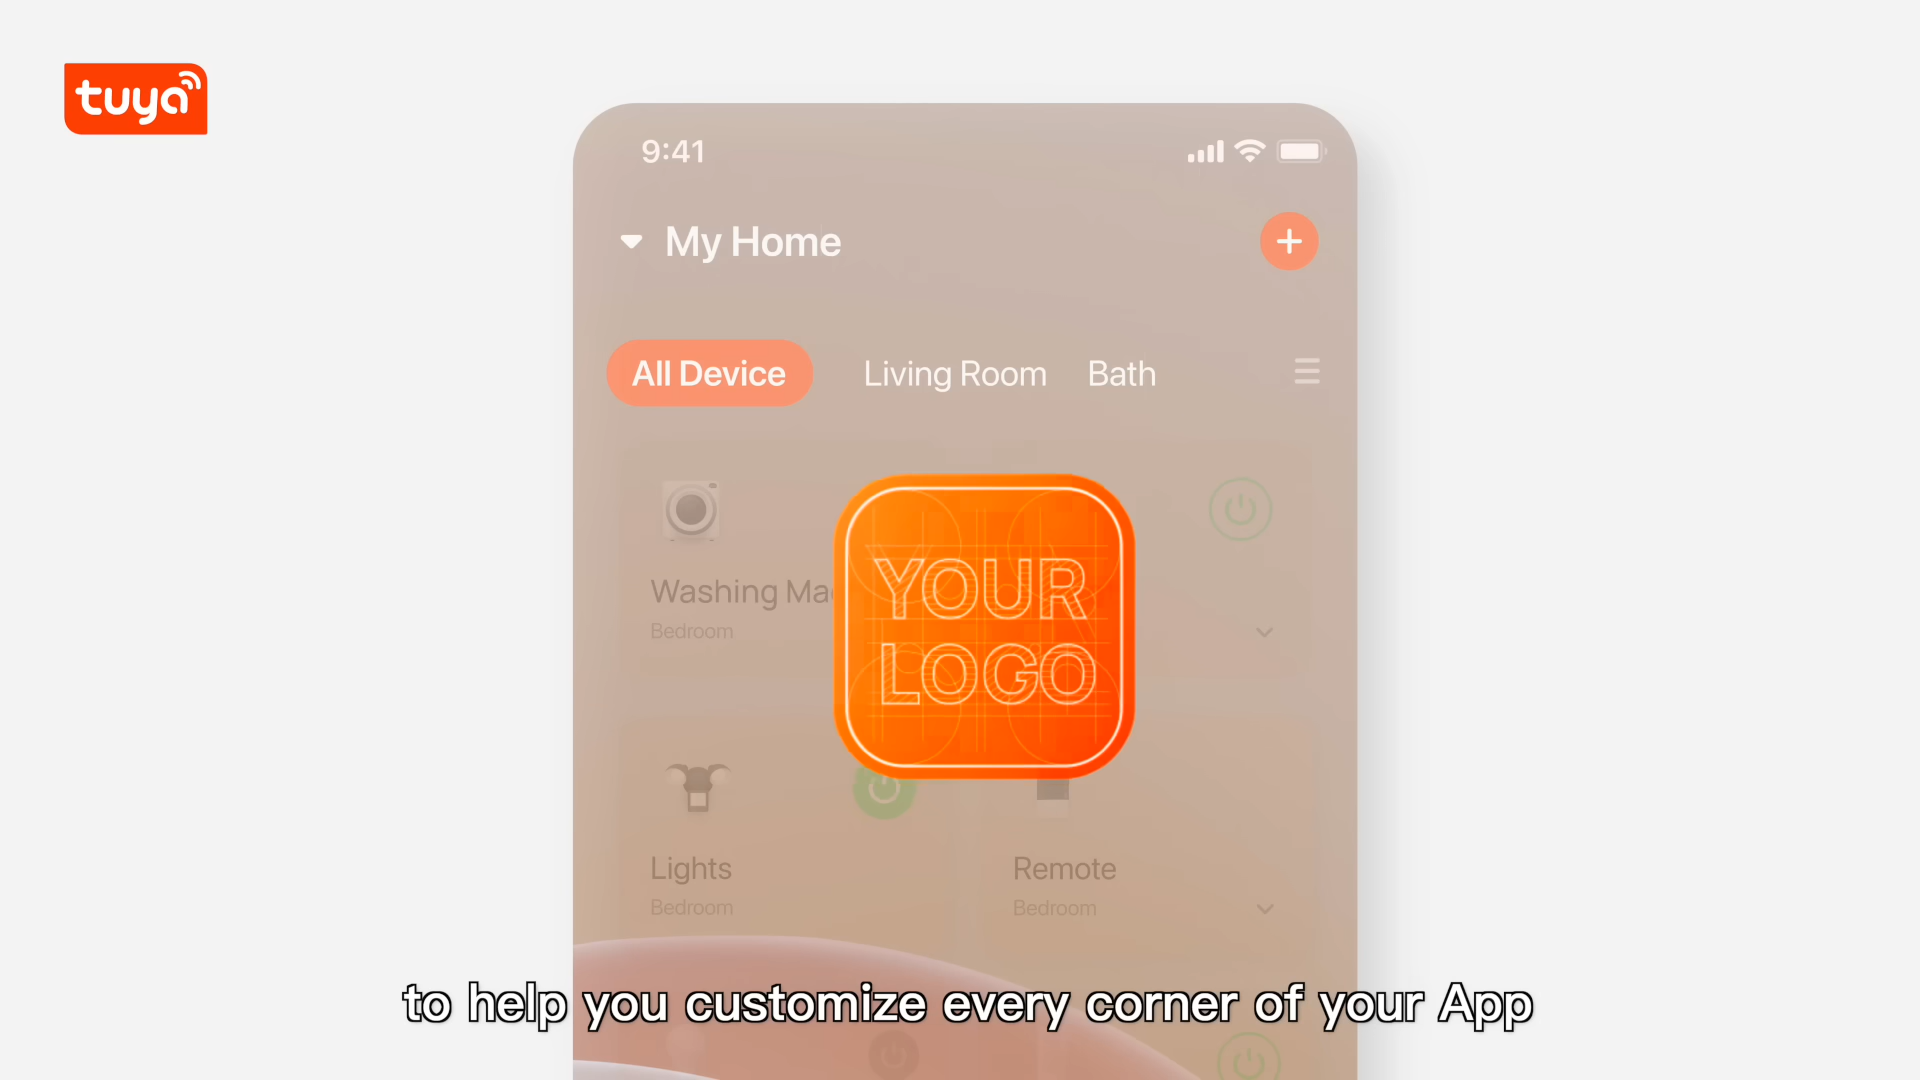 tuya
9:41
My Home
All Device Living Room Bath
YOUR
LOGO
Washing Ma
Bedroom
Lights
Bedroom
Remote
Bedroom
to help you customize every corner of your App